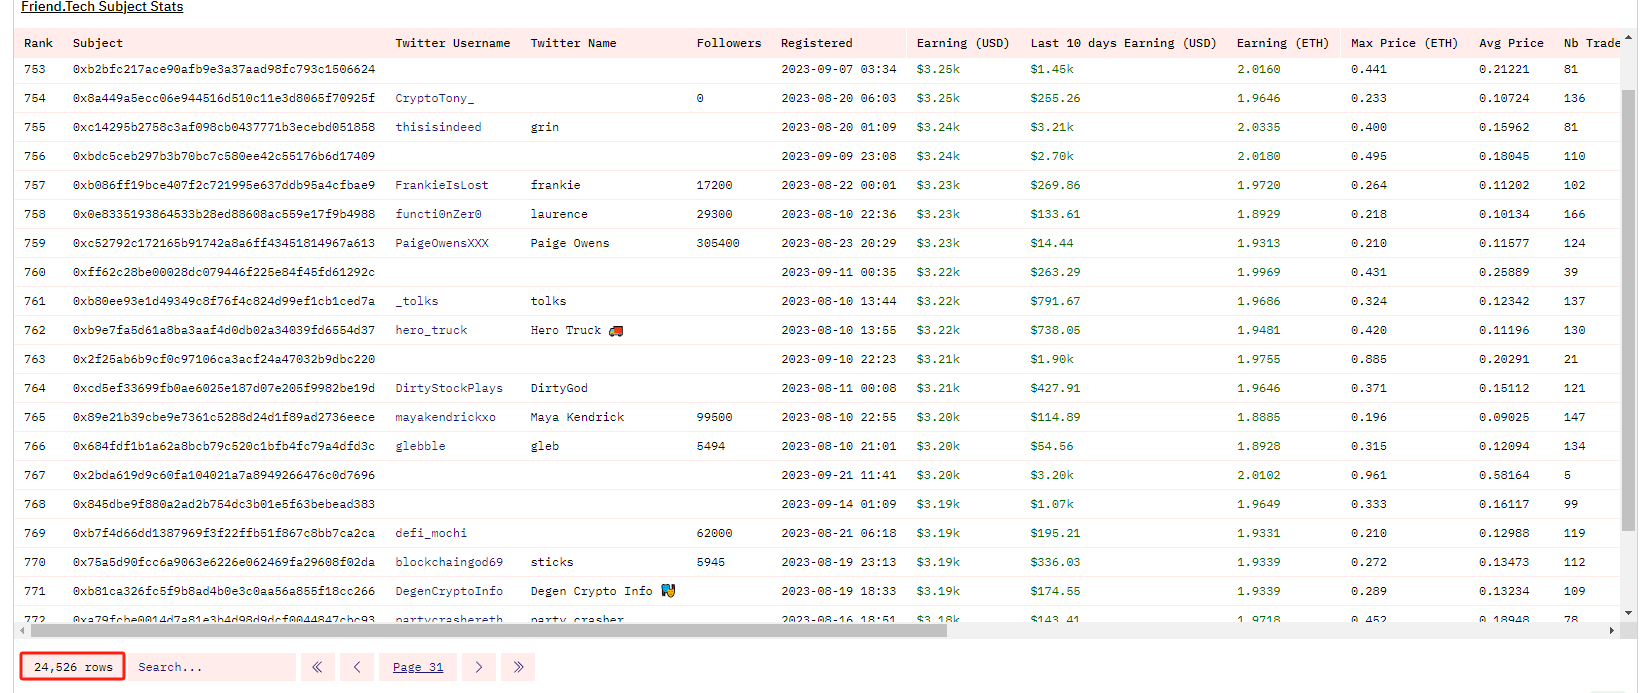 Friend.Tech Subject Stats
Rank Subject Twitter Username Twitter Name Followers Registered Earning (USD) Last 10 days Earning (USD) Earning (ETH) Max Price (ETH) Avg Price Nb Trade
753 0xb2bfc217ace90afb9e3a37aad98fc793c1506624 2023-09-07 03:34 $3.25k $1.45k 2.0160 0.441 0.21221 81
754 0x8a449a5ecc06e944516d510c11e3d8065f70925f CryptoTony_ 0 2023-08-20 06:03 $3.25k $255.26 1.9646 0.233 0.10724 136
755 0xc14295b2758c3af098cb0437771b3ecebd051858 thisisindeed grin 2023-08-20 01:09 $3.24k $3.21k 2.0335 0.400 0.15962 81
756 0xbdc5ceb297b3b70bc7c580ee42c55176b6d17409 2023-09-09 23:08 $3.24k $2.70k 2.0180 0.495 0.18045 110
757 0xb086ff19bce407f2c721995e637ddb95a4cfbae9 FrankieIsLost frankie 17200 2023-08-22 00:01 $3.23k $269.86 1.9720 0.264 0.11202 102
758 0x0e8335193864533b28ed88608ac559e17f9b4988 functi0nZer0 laurence 29300 2023-08-10 22:36 $3.23k $133.61 1.8929 0.218 0.10134 166
759 0xc52792c172165b91742a8a6ff43451814967a613 PaigeOwensXXX Paige Owens 305400 2023-08-23 20:29 $3.23k $14.44 1.9313 0.210 0.11577 124
760 0xff62c28be00028dc079446f225e84f45fd61292c 2023-09-11 00:35 $3.22k $263.29 1.9969 0.431 0.25889 39
761 0xb80ee93e1d49349c8f76f4c824d99ef1cb1ced7a _tolks tolks 2023-08-10 13:44 $3.22k $791.67 1.9686 0.324 0.12342 137
762 0xb9e7fa5d61a8ba3aaf4d0db02a34039fd6554d37 hero_truck Hero Truck 🚚 2023-08-10 13:55 $3.22k $738.05 1.9481 0.420 0.11196 130
763 0x2f25ab6b9cf0c97106ca3acf24a47032b9dbc220 2023-09-10 22:23 $3.21k $1.90k 1.9755 0.885 0.20291 21
764 0xcd5ef33699fb0ae6025e187d07e205f9982be19d DirtyStockPlays DirtyGod 2023-08-11 00:08 $3.21k $427.91 1.9646 0.371 0.15112 121
765 0x89e21b39cbe9e7361c5288d24d1f89ad2736eece mayakendrickxo Maya Kendrick 99500 2023-08-10 22:55 $3.20k $114.89 1.8885 0.196 0.09025 147
766 0x684fdf1b1a62a8bcb79c520c1bfb4fc79a4dfd3c glebble gleb 5494 2023-08-10 21:01 $3.20k $54.56 1.8928 0.315 0.12094 134
767 0x2bda619d9c60fa104021a7a8949266476c0d7696 2023-09-21 11:41 $3.20k $3.20k 2.0102 0.961 0.58164 5
768 0x845dbe9f880a2ad2b754dc3b01e5f63bebead383 2023-09-14 01:09 $3.19k $1.07k 1.9649 0.333 0.16117 99
769 0xb7f4d66dd1387969f3f22ffb51f867c8bb7ca2ca defi_mochi 62000 2023-08-21 06:18 $3.19k $195.21 1.9331 0.210 0.12988 119
770 0x75a5d90fcc6a9063e6226e062469fa29608f02da blockchaingod69 sticks 5945 2023-08-19 23:13 $3.19k $336.03 1.9339 0.272 0.13473 112
771 0xb81ca326fc5f9b8ad4b0e3c0aa56a855f18cc266 DegenCryptoInfo Degen Crypto Info 2023-08-19 18:33 $3.19k $174.55 1.9339 0.289 0.13234 109
772 0xa79fcbe0014d7a81e3b4d98d9dcf0044847cbc93 partycrashereth party crasher 2023-08-16 18:51 $3.18k $143.41 1.9718 0.452 0.18948 78
24,526 rows Search... Page 31